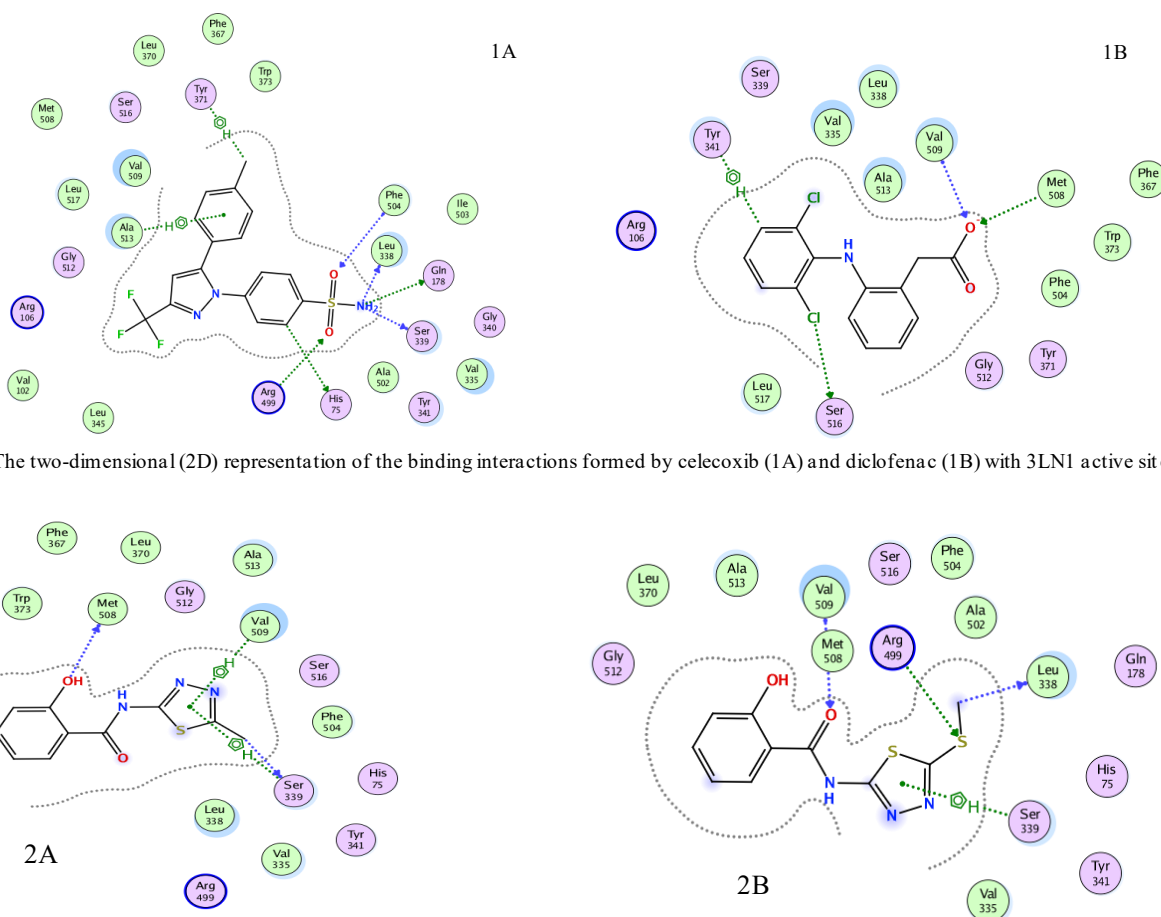 1A
Phe 367
Leu 370
Trp 373
Tyr 371
Ser 516
Met 508
H
Val 509
Leu 517
Ala 513
H
Phe 504
Ile 503
Leu 338
Gln 178
Gly 512
Arg 106
O
S
NH2
O
N
N
F
F
F
Ser 339
Gly 340
Val 102
Leu 345
Arg 499
His 75
Ala 502
Tyr 341
Val 335
1B
Ser 339
Leu 338
Val 335
Tyr 341
Val 509
Ala 513
Met 508
Phe 367
H
Arg 106
Cl
H
N
O-
O
Cl
Trp 373
Phe 504
Tyr 371
Gly 512
Leu 517
Ser 516
The two-dimensional (2D) representation of the binding interactions formed by celecoxib (1A) and diclofenac (1B) with 3LN1 active
Phe 367
Leu 370
Ala 513
Trp 373
Met 508
Gly 512
Val 509
H
Ser 516
OH
H
N
N
N
S
O
Phe 504
H
Ser 339
His 75
Leu 338
Tyr 341
Val 335
Arg 499
2A
Leu 370
Ala 513
Val 509
Ser 516
Phe 504
Gly 512
Met 508
Arg 499
Ala 502
Gln 178
Leu 338
OH
O
S
S
N
H
N
N
H
His 75
Ser 339
Tyr 341
Val 335
2B